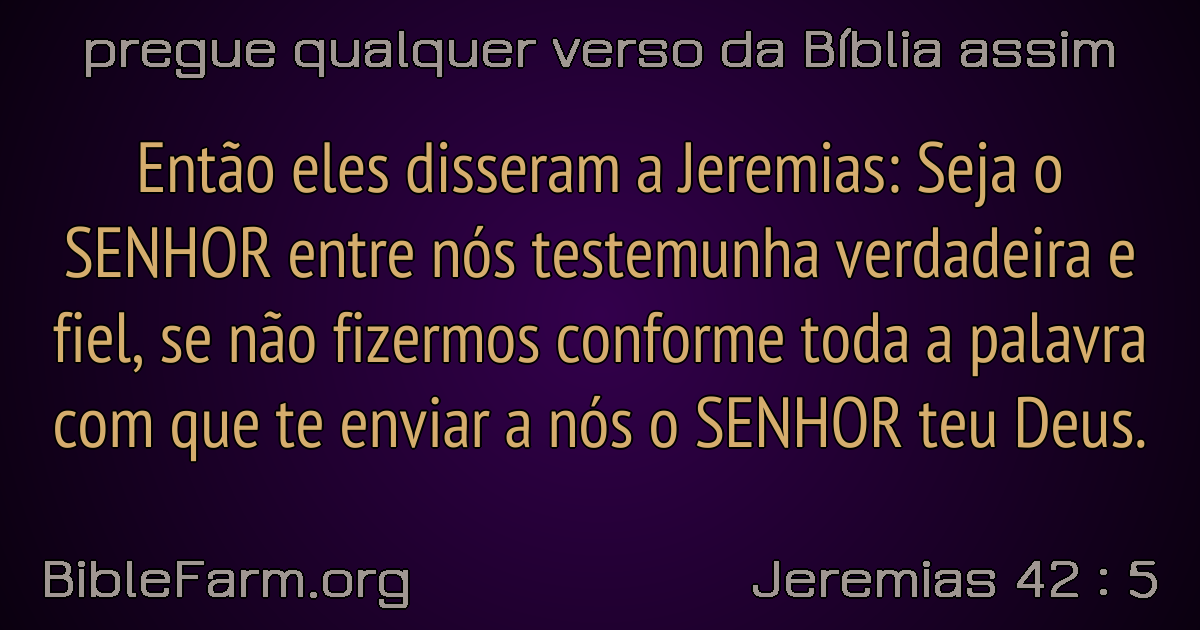 pregue qualquer verso da Bíblia assim
Então eles disseram a Jeremias: Seja o
SENHOR entre nós testemunha verdadeira e
fiel, se não fizermos conforme toda a palavra
com que te enviar a nós o SENHOR teu Deus.
BibleFarm.org
Jeremias 42 : 5